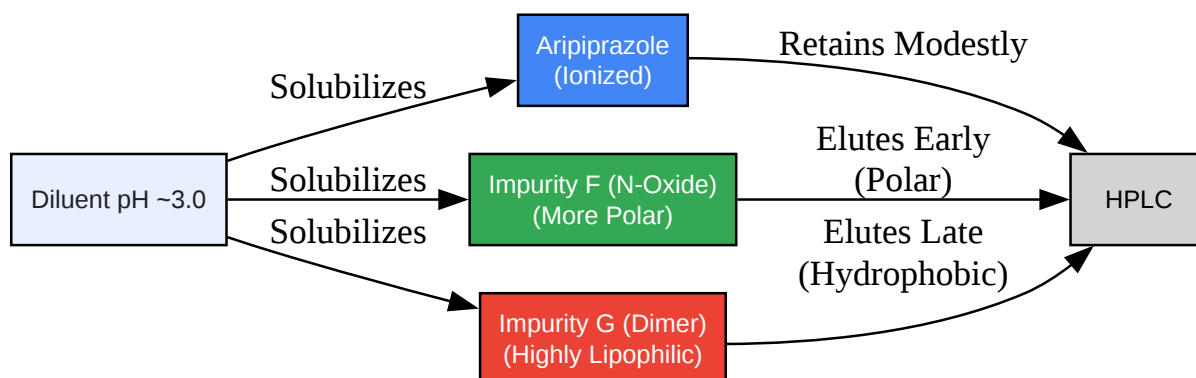 Diluent pH ~3.0
Solubilizes
Solubilizes
Solubilizes
Aripiprazole
(Ionized)
Impurity F (N-Oxide)
(More Polar)
Impurity G (Dimer)
(Highly Lipophilic)
Retains Modestly
Elutes Early
(Polar)
Elutes Late
(Hydrophobic)
HPLC